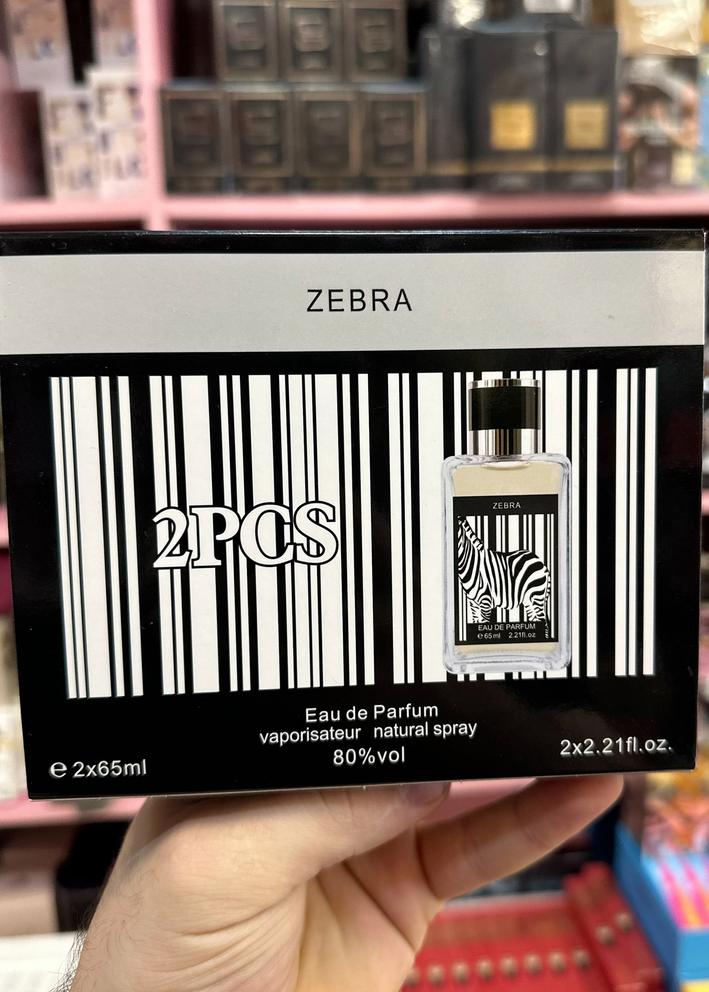 ZEBRA
2PCS
ZEBRA
EAU DE PARFUM
e 65ml 2.21fl.oz
Eau de Parfum
vaporisateur natural spray
80%vol
e 2x65ml
2x2.21fl.oz.